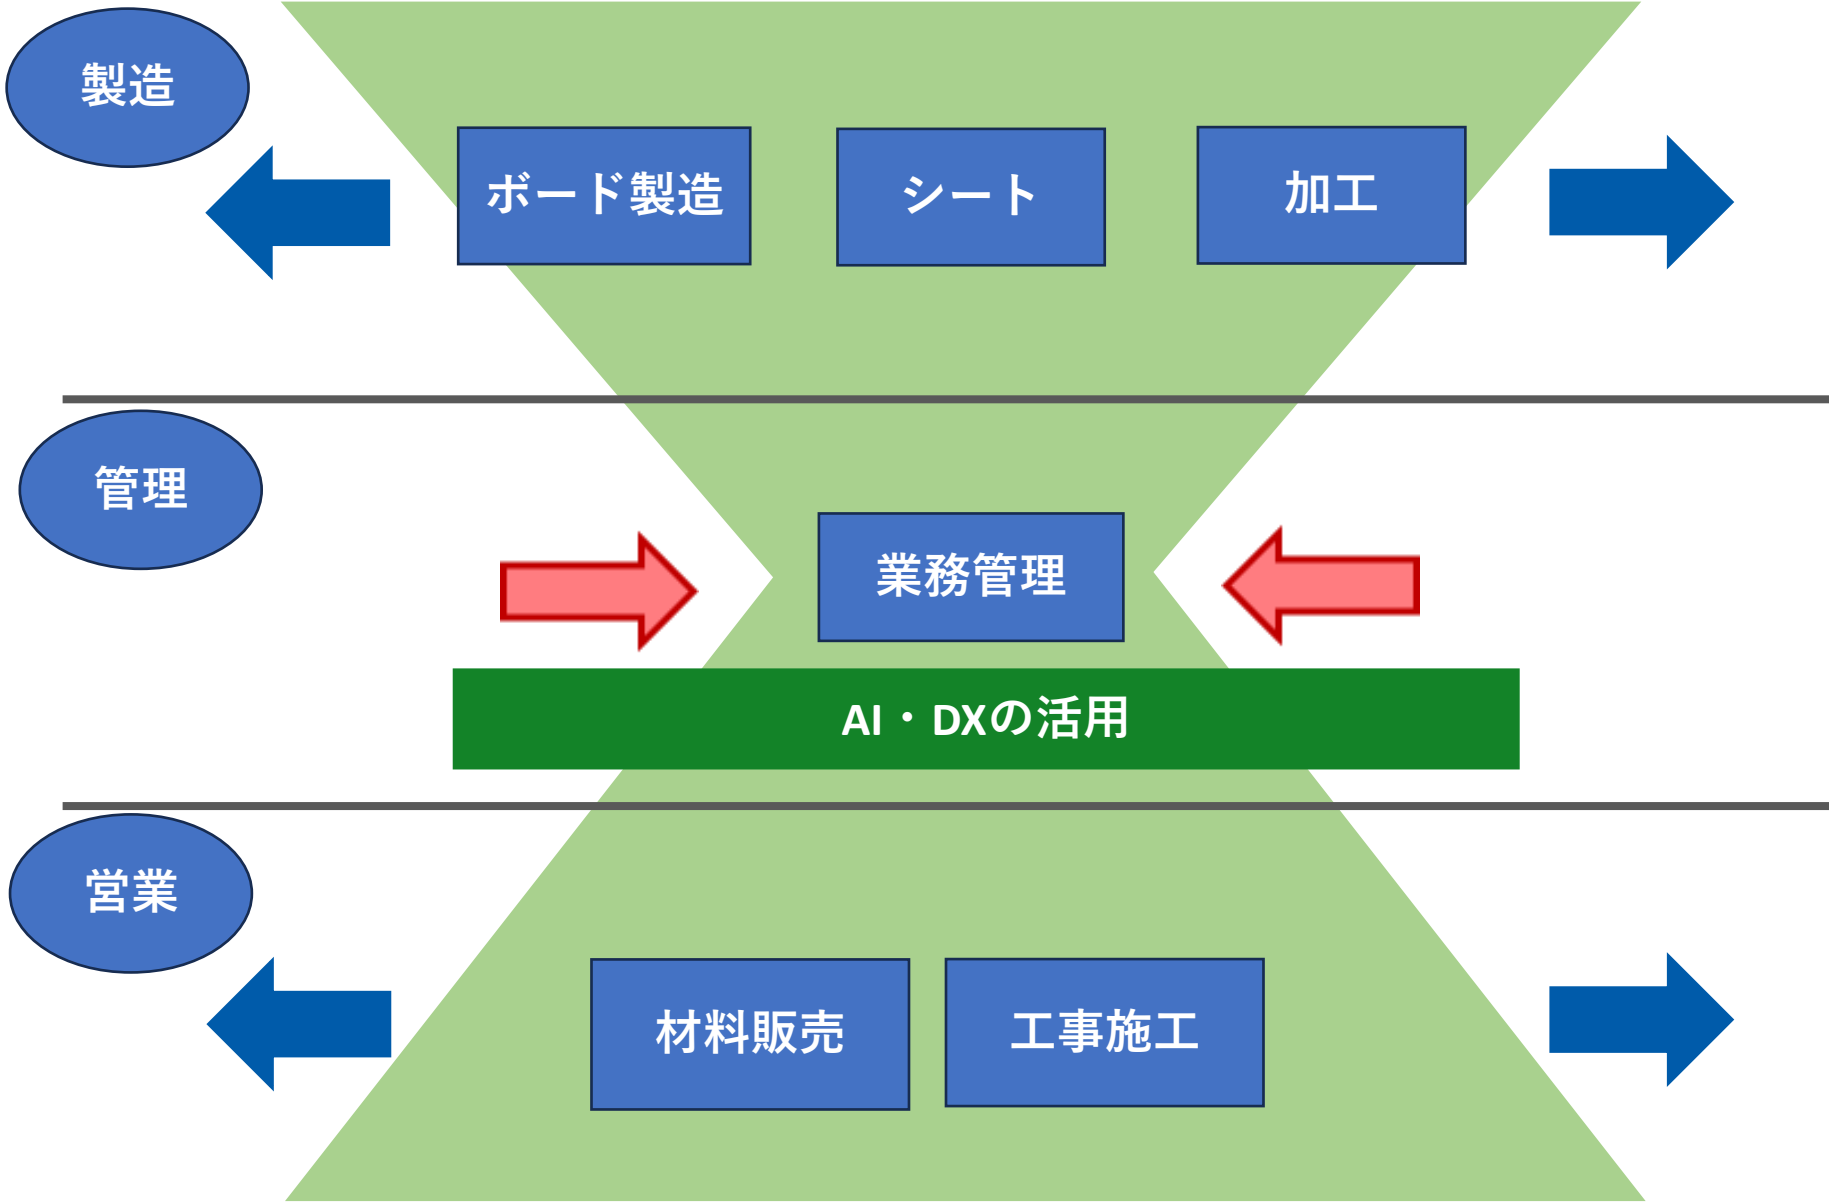 製造
ボード製造
シート
加工
管理
業務管理
AI・DXの活用
営業
材料販売
工事施工